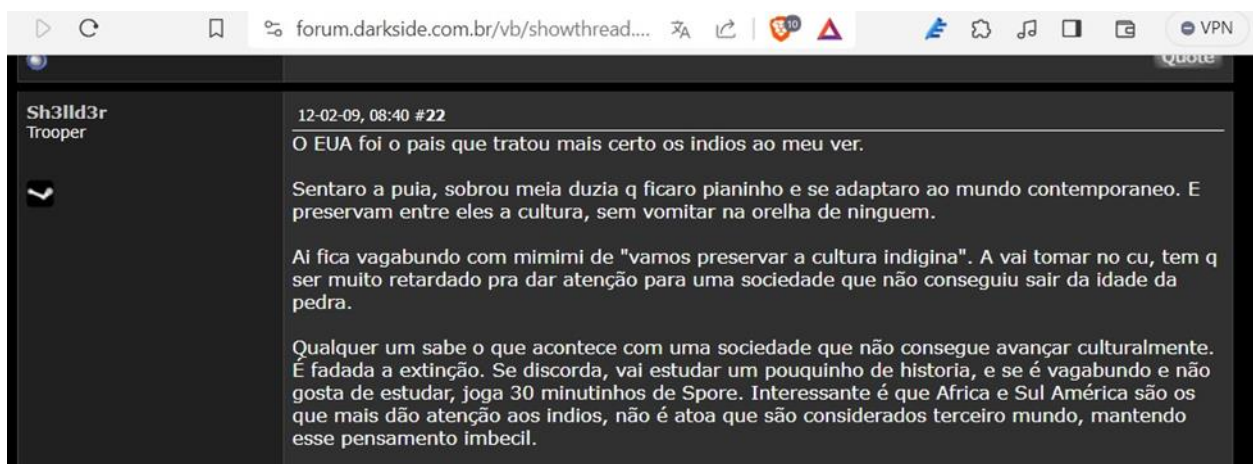 forum.darkside.com.br/vb/showthread....
10
VPN
Quote
Sh3lld3r
Trooper
12-02-09, 08:40 #22
O EUA foi o pais que tratou mais certo os indios ao meu ver.
Sentaro a puia, sobrou meia duzia q ficaro pianinho e se adaptaro ao mundo contemporaneo. E
preservam entre eles a cultura, sem vomitar na orelha de ninguem.
Ai fica vagabundo com mimimi de "vamos preservar a cultura indigina". A vai tomar no cu, tem q
ser muito retardado pra dar atenção para uma sociedade que não conseguiu sair da idade da
pedra.
Qualquer um sabe o que acontece com uma sociedade que não consegue avançar culturalmente.
É fadada a extinção. Se discorda, vai estudar um pouquinho de historia, e se é vagabundo e não
gosta de estudar, joga 30 minutinhos de Spore. Interessante é que Africa e Sul América são os
que mais dão atenção aos indios, não é atoa que são considerados terceiro mundo, mantendo
esse pensamento imbecil.